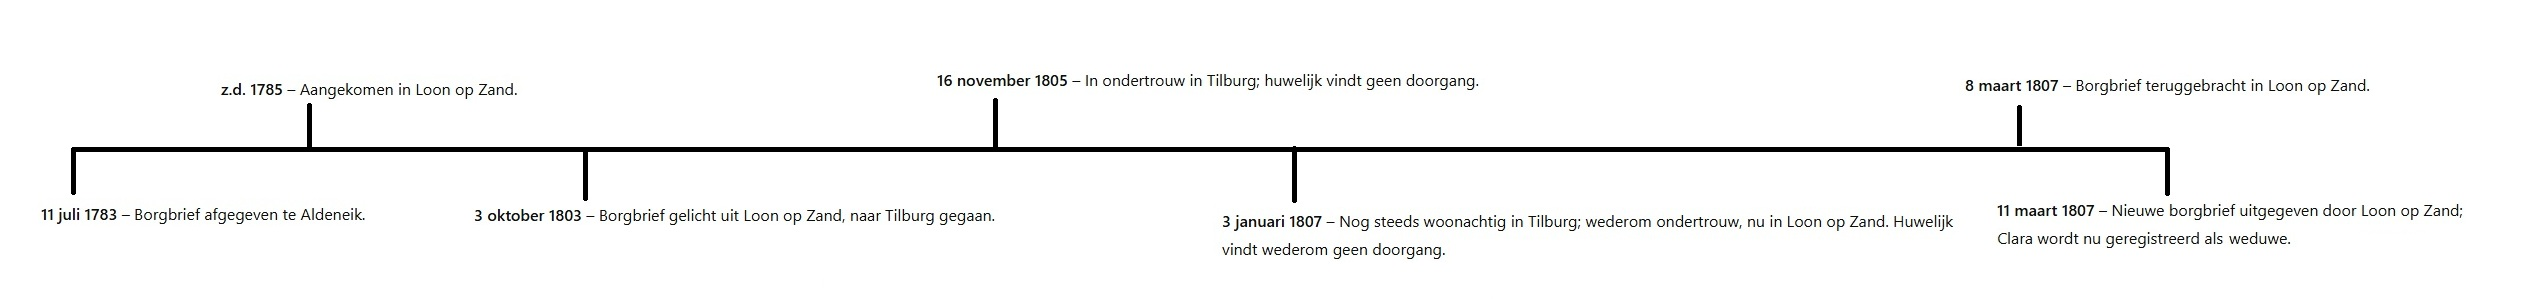 z.d. 1785 – Aangekomen in Loon op Zand.
16 november 1805 – In ondertrouw in Tilburg; huwelijk vindt geen doorgang.
8 maart 1807 – Borgbrief teruggebracht in Loon op Zand.
11 juli 1783 – Borgbrief afgegeven te Aldeneik.
3 oktober 1803 – Borgbrief gelicht uit Loon op Zand, naar Tilburg gegaan.
3 januari 1807 – Nog steeds woonachtig in Tilburg; wederom ondertrouw, nu in Loon op Zand. Huwelijk
vindt wederom geen doorgang.
11 maart 1807 – Nieuwe borgbrief uitgegeven door Loon op Zand;
Clara wordt nu geregistreerd als weduwe.